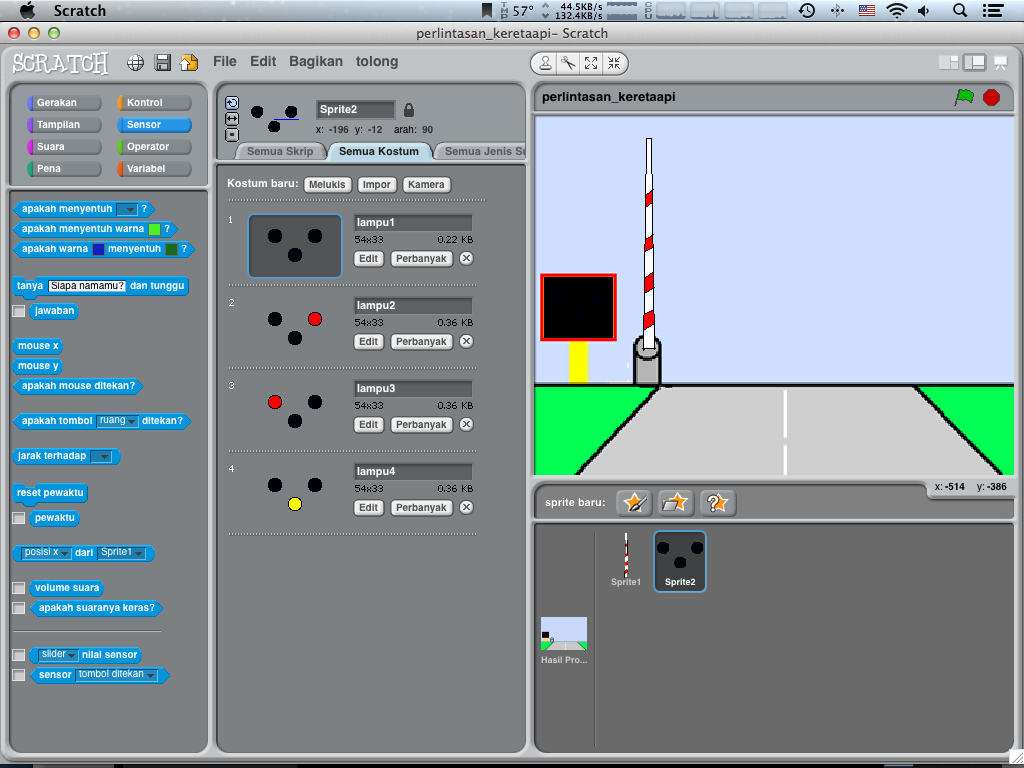 Scratch
57°
44.5KB/s
132.4KB/s
perlintasan_keretaapi- Scratch
SCRATCH
File Edit Bagikan tolong
Gerakan Kontrol
Tampilan Sensor
Suara Operator
Pena Variabel
apakah menyentuh ?
apakah menyentuh warna ?
apakah warna menyentuh ?
tanya Siapa namamu? dan tunggu
jawaban
mouse x
mouse y
apakah mouse ditekan?
apakah tombol ruang ditekan?
jarak terhadap
reset pewaktu
pewaktu
posisi x dari Sprite1
volume suara
apakah suaranya keras?
slider nilai sensor
sensor tombol ditekan
Sprite2
x: -196 y: -12 arah: 90
Semua Skrip Semua Kostum Semua Jenis Su
Kostum baru: Melukis Impor Kamera
1 lampu1
54x33 0.22 KB
Edit Perbanyak
2 lampu2
54x33 0.36 KB
Edit Perbanyak
3 lampu3
54x33 0.36 KB
Edit Perbanyak
4 lampu4
54x33 0.36 KB
Edit Perbanyak
perlintasan_keretaapi
x: -514 y: -386
sprite baru:
Sprite1 Sprite2
Hasil Pro...